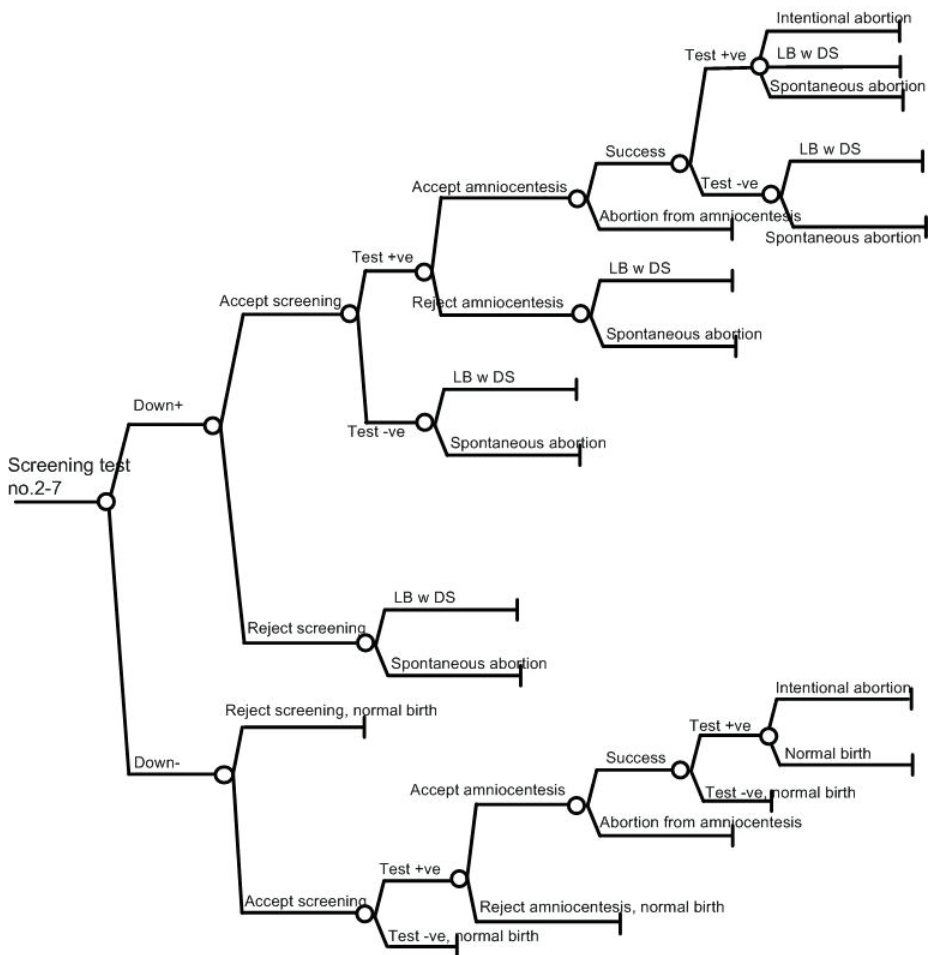 Intentional abortion
Test +ve
LB w DS
Spontaneous abortion
Success
LB w DS
Test -ve
Accept amniocentesis
Abortion from amniocentesis
Spontaneous abortion
Test +ve
LB w DS
Accept screening
Reject amniocentesis
Spontaneous abortion
LB w DS
Down+
Test -ve
Spontaneous abortion
Screening test
no.2-7
LB w DS
Reject screening
Spontaneous abortion
Intentional abortion
Reject screening, normal birth
Test +ve
Normal birth
Down-
Success
Accept amniocentesis
Test -ve, normal birth
Abortion from amniocentesis
Test +ve
Accept screening
Reject amniocentesis, normal birth
Test -ve, normal birth